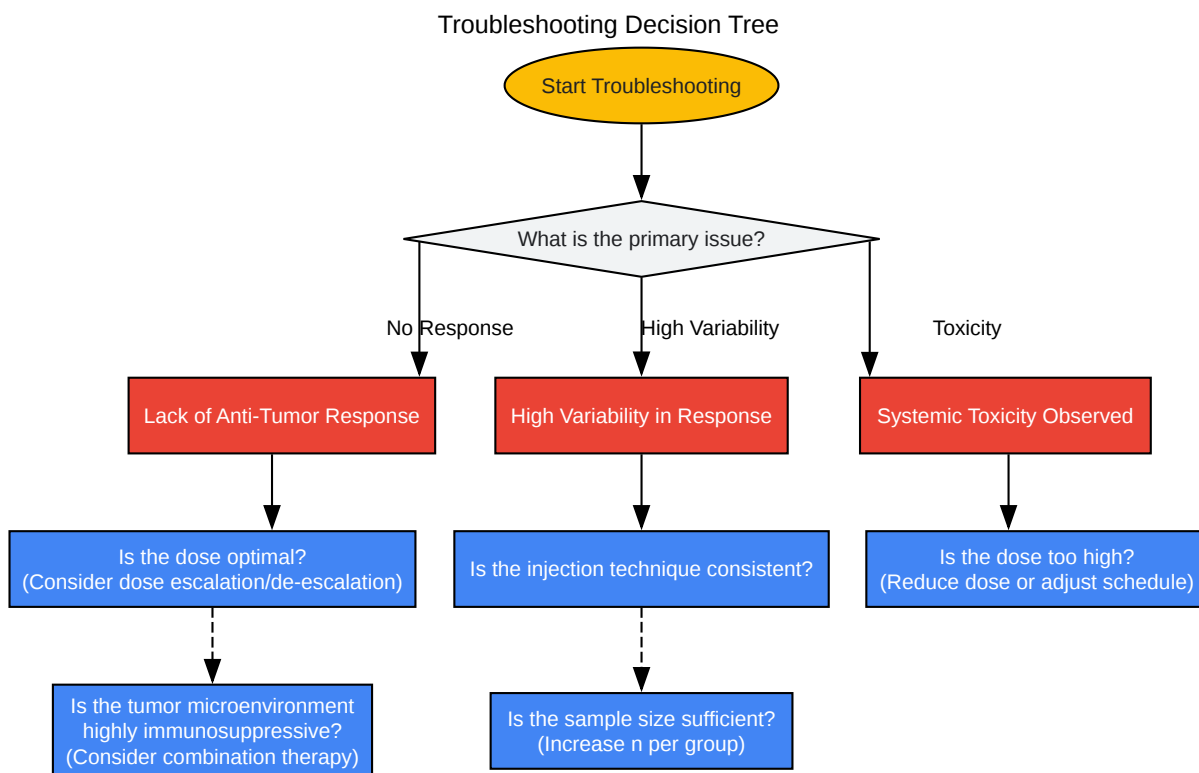 Troubleshooting Decision Tree
Start Troubleshooting
What is the primary issue?
No Response
High Variability
Toxicity
Lack of Anti-Tumor Response
High Variability in Response
Systemic Toxicity Observed
Is the dose optimal?
(Consider dose escalation/de-escalation)
Is the injection technique consistent?
Is the dose too high?
(Reduce dose or adjust schedule)
Is the tumor microenvironment
highly immunosuppressive?
(Consider combination therapy)
Is the sample size sufficient?
(Increase n per group)